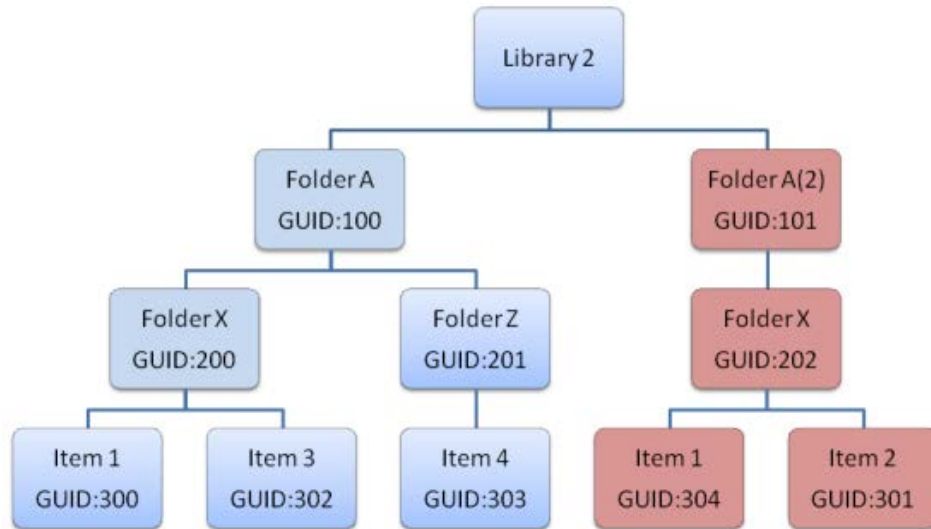 Library 2
Folder A
GUID:100
Folder A(2)
GUID:101
Folder X
GUID:200
Folder Z
GUID:201
Folder X
GUID:202
Item 1
GUID:300
Item 3
GUID:302
Item 4
GUID:303
Item 1
GUID:304
Item 2
GUID:301